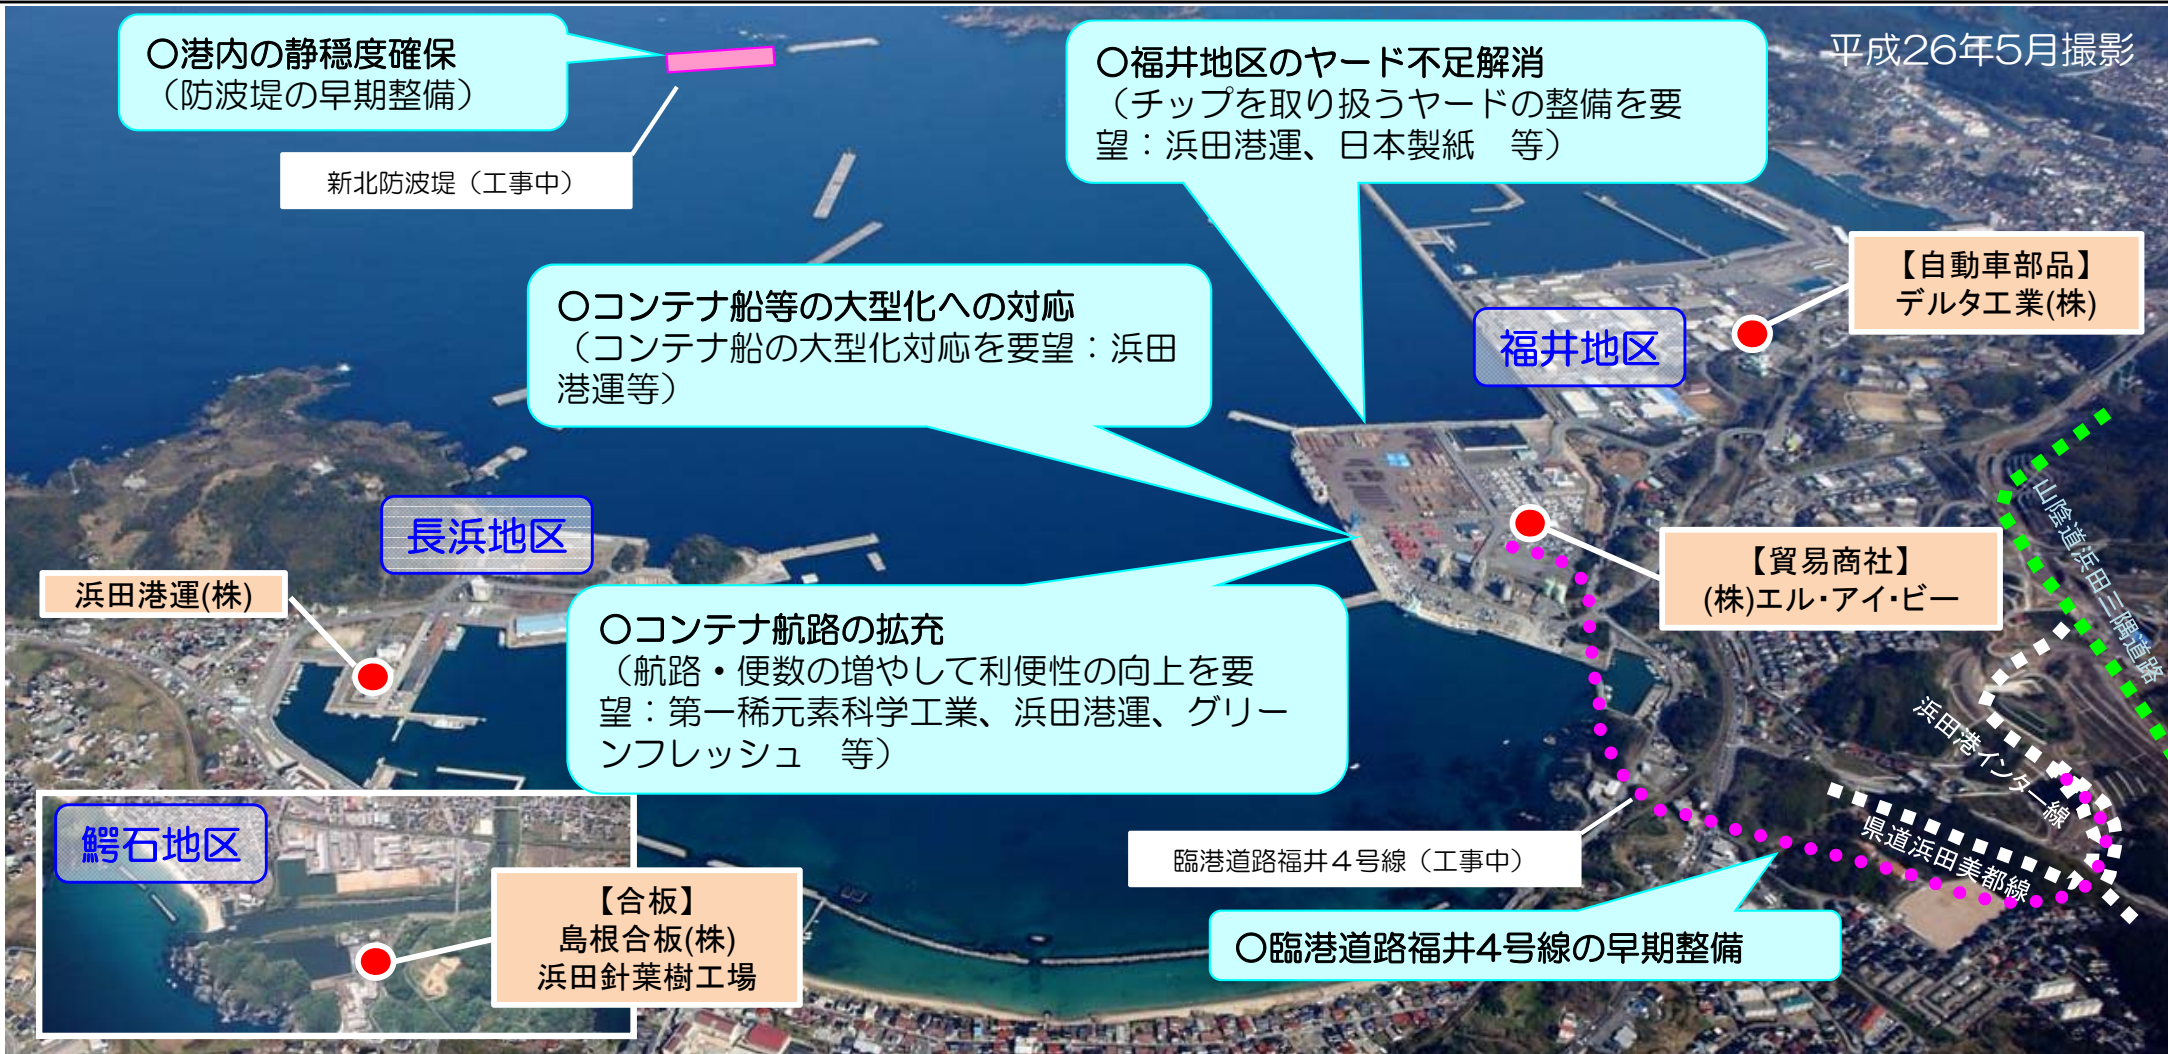 〇港内の静穏度確保
（防波堤の早期整備）
新北防波堤（工事中）
〇福井地区のヤード不足解消
（チップを取り扱うヤードの整備を要
望：浜田港運、日本製紙　等）
平成26年5月撮影
【自動車部品】
デルタ工業(株)
福井地区
〇コンテナ船等の大型化への対応
（コンテナ船の大型化対応を要望：浜田
港運等）
長浜地区
浜田港運(株)
〇コンテナ航路の拡充
（航路・便数の増やして利便性の向上を要
望：第一稀元素科学工業、浜田港運、グリー
ンフレッシュ　等）
【貿易商社】
(株)エル・アイ・ビー
山陰道浜田三隅道路
浜田港インター線
県道浜田美都線
臨港道路福井４号線（工事中）
〇臨港道路福井4号線の早期整備
鰐石地区
【合板】
島根合板(株)
浜田針葉樹工場